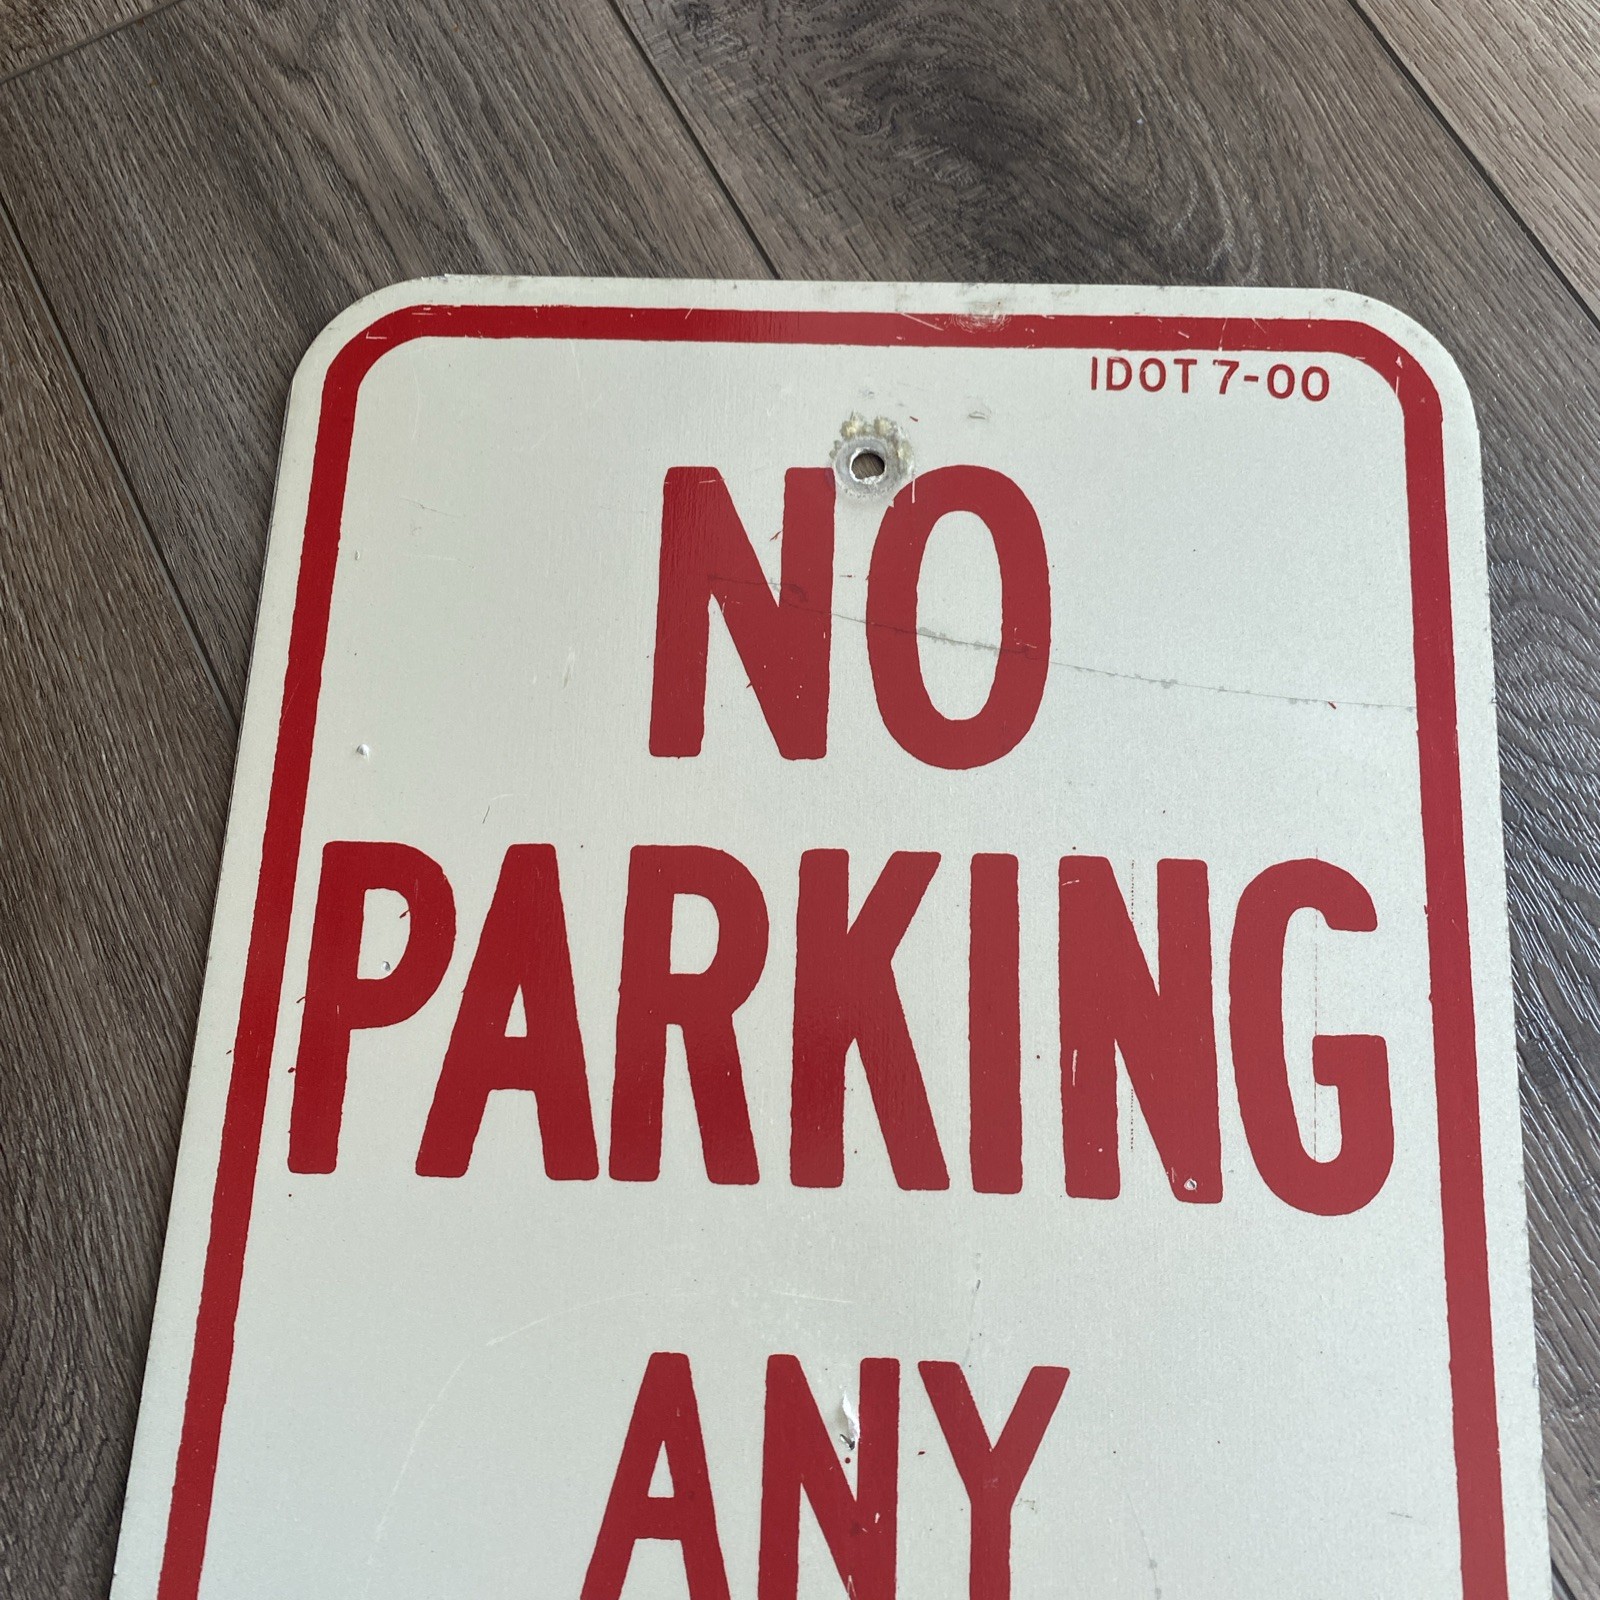 IDOT 7-00
NO
PARKING
ANY